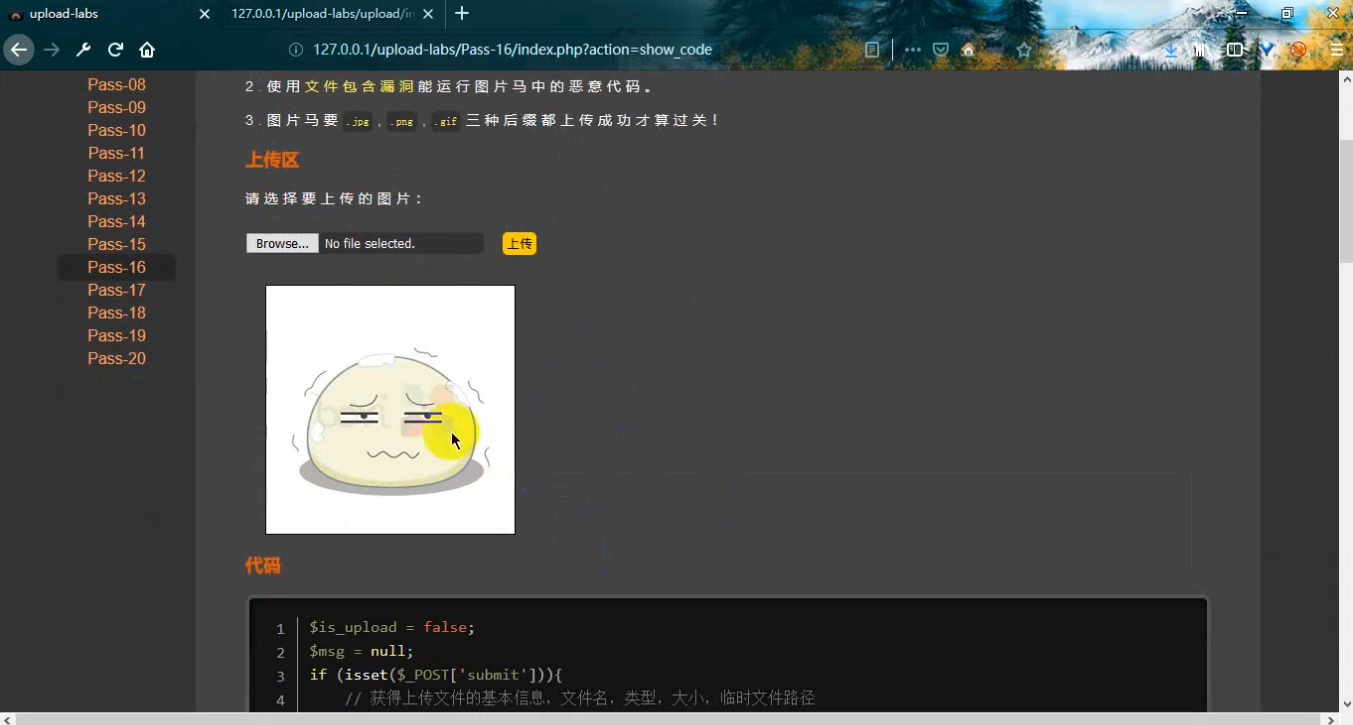 upload-labs
127.0.0.1/upload-labs/upload/in
127.0.0.1/upload-labs/Pass-16/index.php?action=show_code
Pass-08
Pass-09
Pass-10
Pass-11
Pass-12
Pass-13
Pass-14
Pass-15
Pass-16
Pass-17
Pass-18
Pass-19
Pass-20
2.使用文件包含漏洞能运行图片马中的恶意代码。
3.图片马要.jpg,.png,.gif三种后缀都上传成功才算过关!
上传区
请选择要上传的图片:
Browse... No file selected. 上传
代码
1 $is_upload = false;
2 $msg = null;
3 if (isset($_POST['submit'])){
4 // 获得上传文件的基本信息, 文件名, 类型, 大小, 临时文件路径